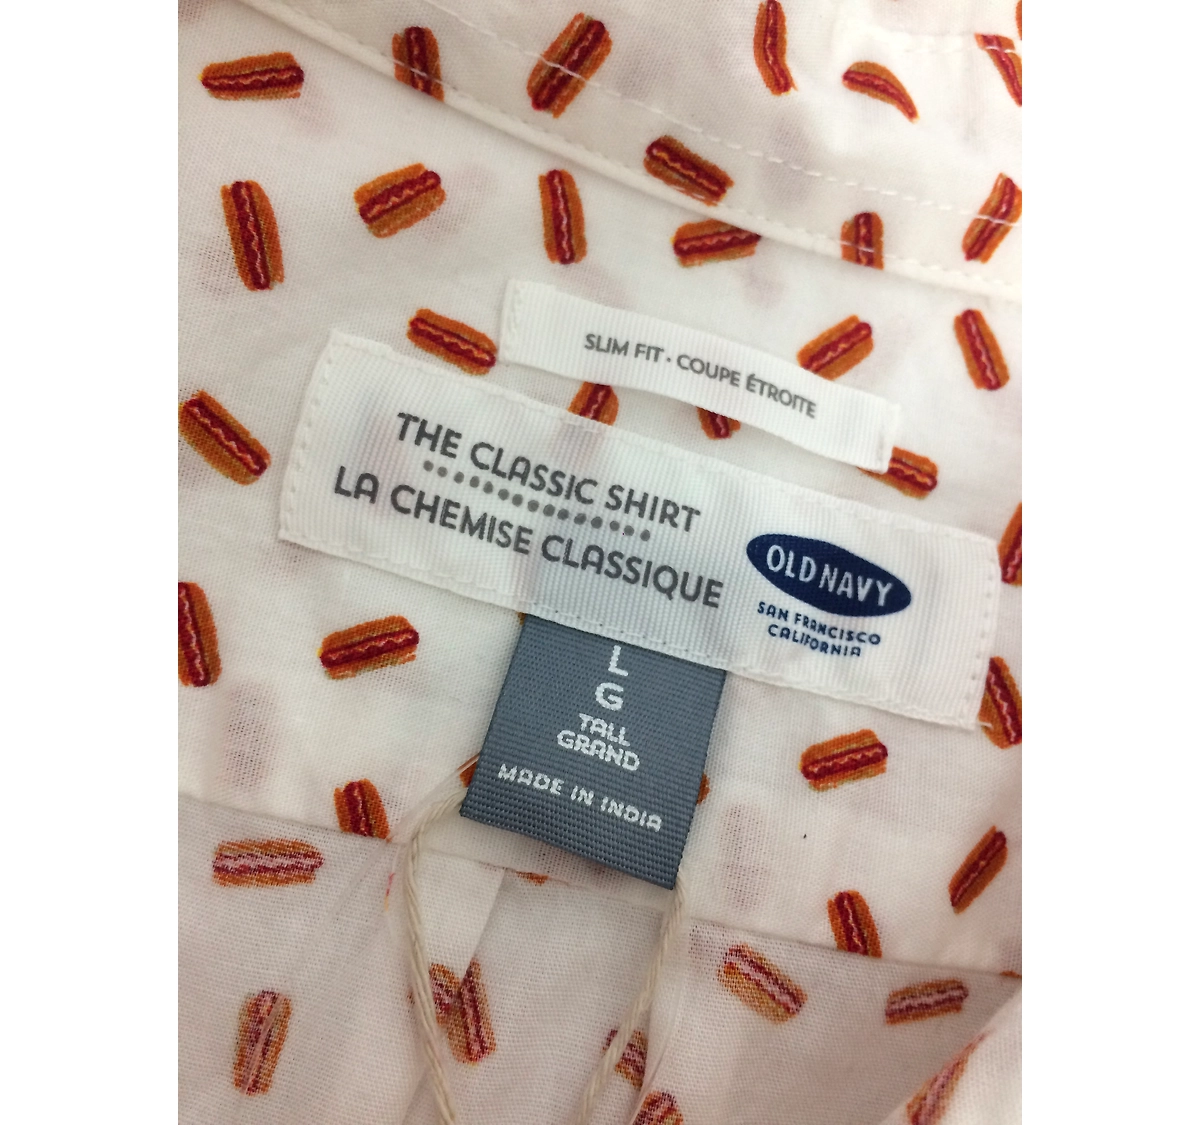 SLIM FIT • COUPE ÉTROITE
THE CLASSIC SHIRT
LA CHEMISE CLASSIQUE
OLD NAVY
SAN FRANCISCO
CALIFORNIA
L
G
TALL
GRAND
MADE IN INDIA